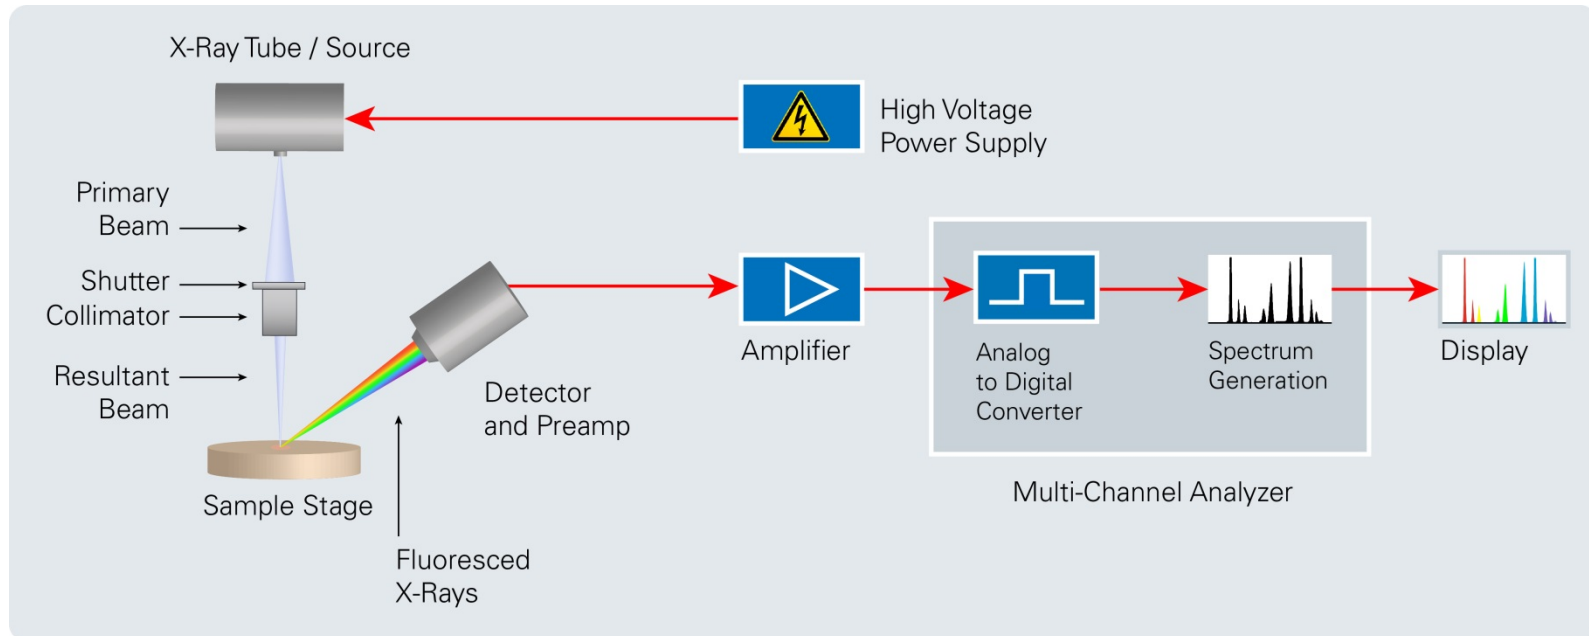 X-Ray Tube / Source
High Voltage
Power Supply
Primary
Beam
Shutter
Collimator
Resultant
Beam
Sample Stage
Detector
and Preamp
Fluoresced
X-Rays
Amplifier
Analog
to Digital
Converter
Spectrum
Generation
Multi-Channel Analyzer
Display